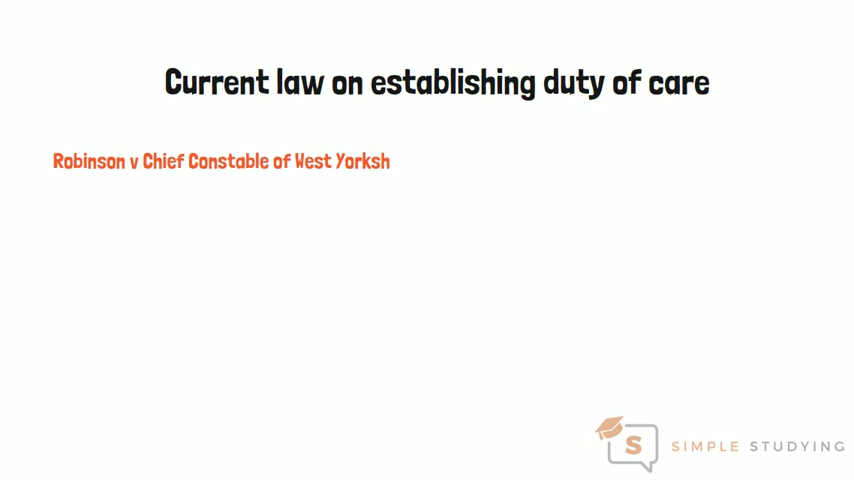 Current law on establishing duty of care
Robinson v Chief Constable of West Yorksh
S
SIMPLE STUDYING